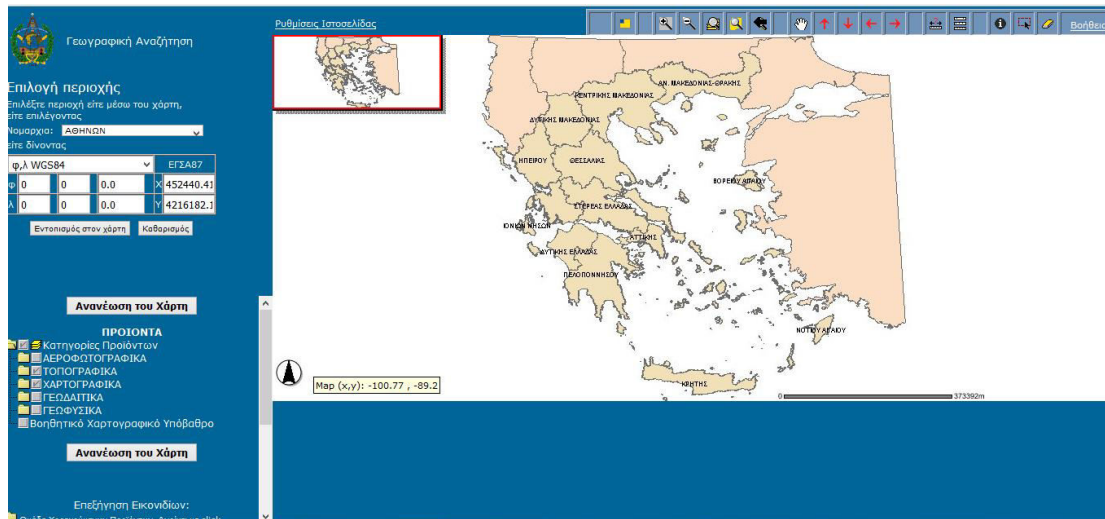 Γεωγραφική Αναζήτηση
Ρυθμίσεις Ιστοσελίδας
Βοήθεια
Επιλογή περιοχής
Επιλέξτε περιοχή είτε μέσω του χάρτη,
είτε επιλέγοντας
Νομαρχια: ΑΘΗΝΩΝ
είτε δίνοντας
φ,λ WGS84 ΕΓΣΑ87
φ 0 0 0.0 X 452440.41
λ 0 0 0.0 Y 4216182.1
Εντοπισμός στον χάρτη Καθαρισμός
Ανανέωση του Χάρτη
ΠΡΟΙΟΝΤΑ
Κατηγορίες Προϊόντων
ΑΕΡΟΦΩΤΟΓΡΑΦΙΚΑ
ΤΟΠΟΓΡΑΦΙΚΑ
ΧΑΡΤΟΓΡΑΦΙΚΑ
ΓΕΩΔΑΙΤΙΚΑ
ΓΕΩΦΥΣΙΚΑ
Βοηθητικό Χαρτογραφικό Υπόβαθρο
Ανανέωση του Χάρτη
Επεξήγηση Εικονιδίων:
ΑΝ. ΜΑΚΕΔΟΝΙΑΣ-ΘΡΑΚΗΣ
ΚΕΝΤΡΙΚΗΣ ΜΑΚΕΔΟΝΙΑΣ
ΔΥΤΙΚΗΣ ΜΑΚΕΔΟΝΙΑΣ
ΗΠΕΙΡΟΥ
ΘΕΣΣΑΛΙΑΣ
ΒΟΡΕΙΟΥ ΑΙΓΑΙΟΥ
ΣΤΕΡΕΑΣ ΕΛΛΑΔΑΣ
ΙΟΝΙΩΝ ΝΗΣΩΝ
ΑΤΤΙΚΗΣ
ΔΥΤΙΚΗΣ ΕΛΛΑΔΑΣ
ΠΕΛΟΠΟΝΝΗΣΟΥ
ΝΟΤΙΟΥ ΑΙΓΑΙΟΥ
ΚΡΗΤΗΣ
Map (x,y): -100.77 , -89.2
0 373392m